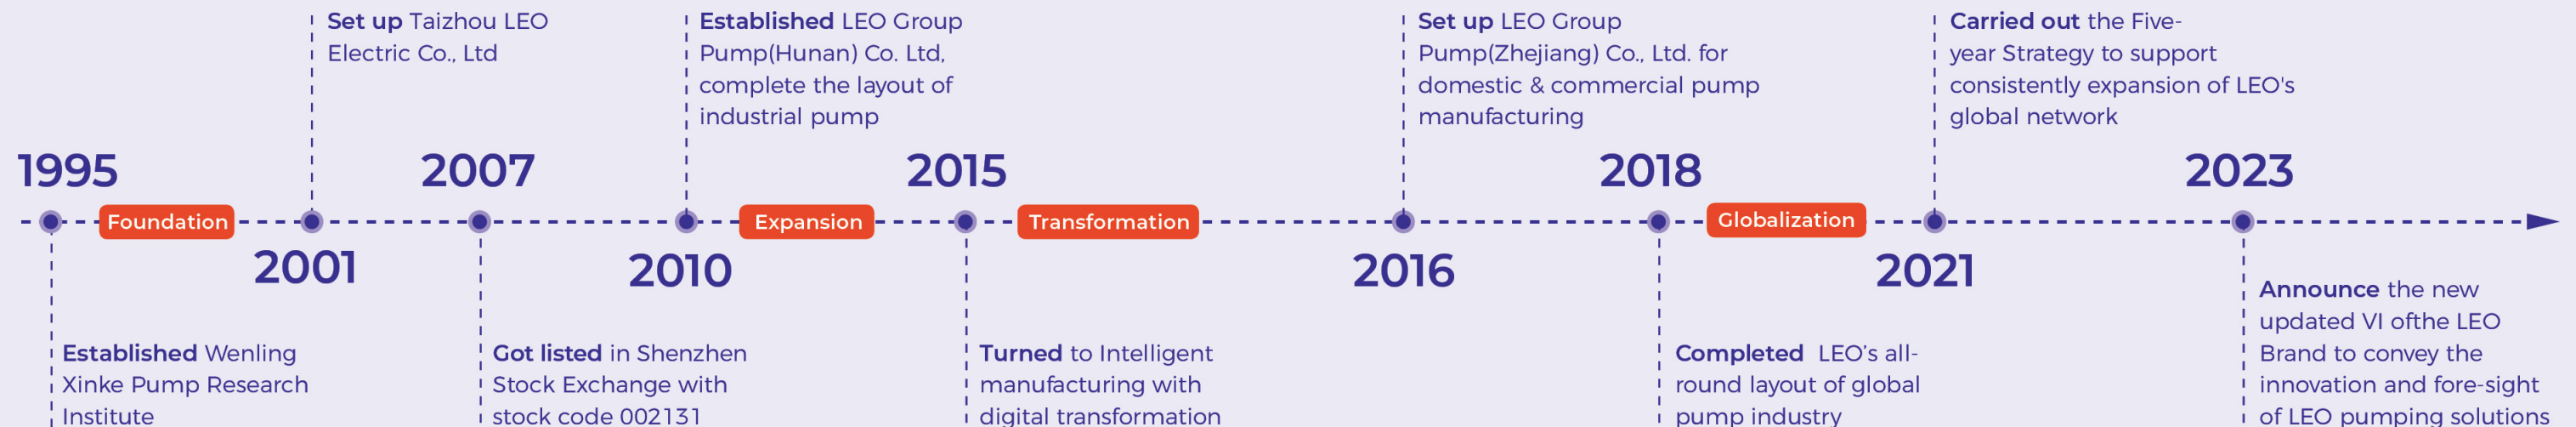 Set up Taizhou LEO
Electric Co., Ltd
Established LEO Group
Pump(Hunan) Co. Ltd,
complete the layout of
industrial pump
Set up LEO Group
Pump(Zhejiang) Co., Ltd. for
domestic & commercial pump
manufacturing
Carried out the Five-
year Strategy to support
consistently expansion of LEO's
global network
1995
2007
2015
2018
2023
Foundation
Expansion
Transformation
Globalization
2001
2010
2016
2021
Established Wenling
Xinke Pump Research
Institute
Got listed in Shenzhen
Stock Exchange with
stock code 002131
Turned to Intelligent
manufacturing with
digital transformation
Completed  LEO’s all-
round layout of global
pump industry
Announce the new
updated VI ofthe LEO
Brand to convey the
innovation and fore-sight
of LEO pumping solutions